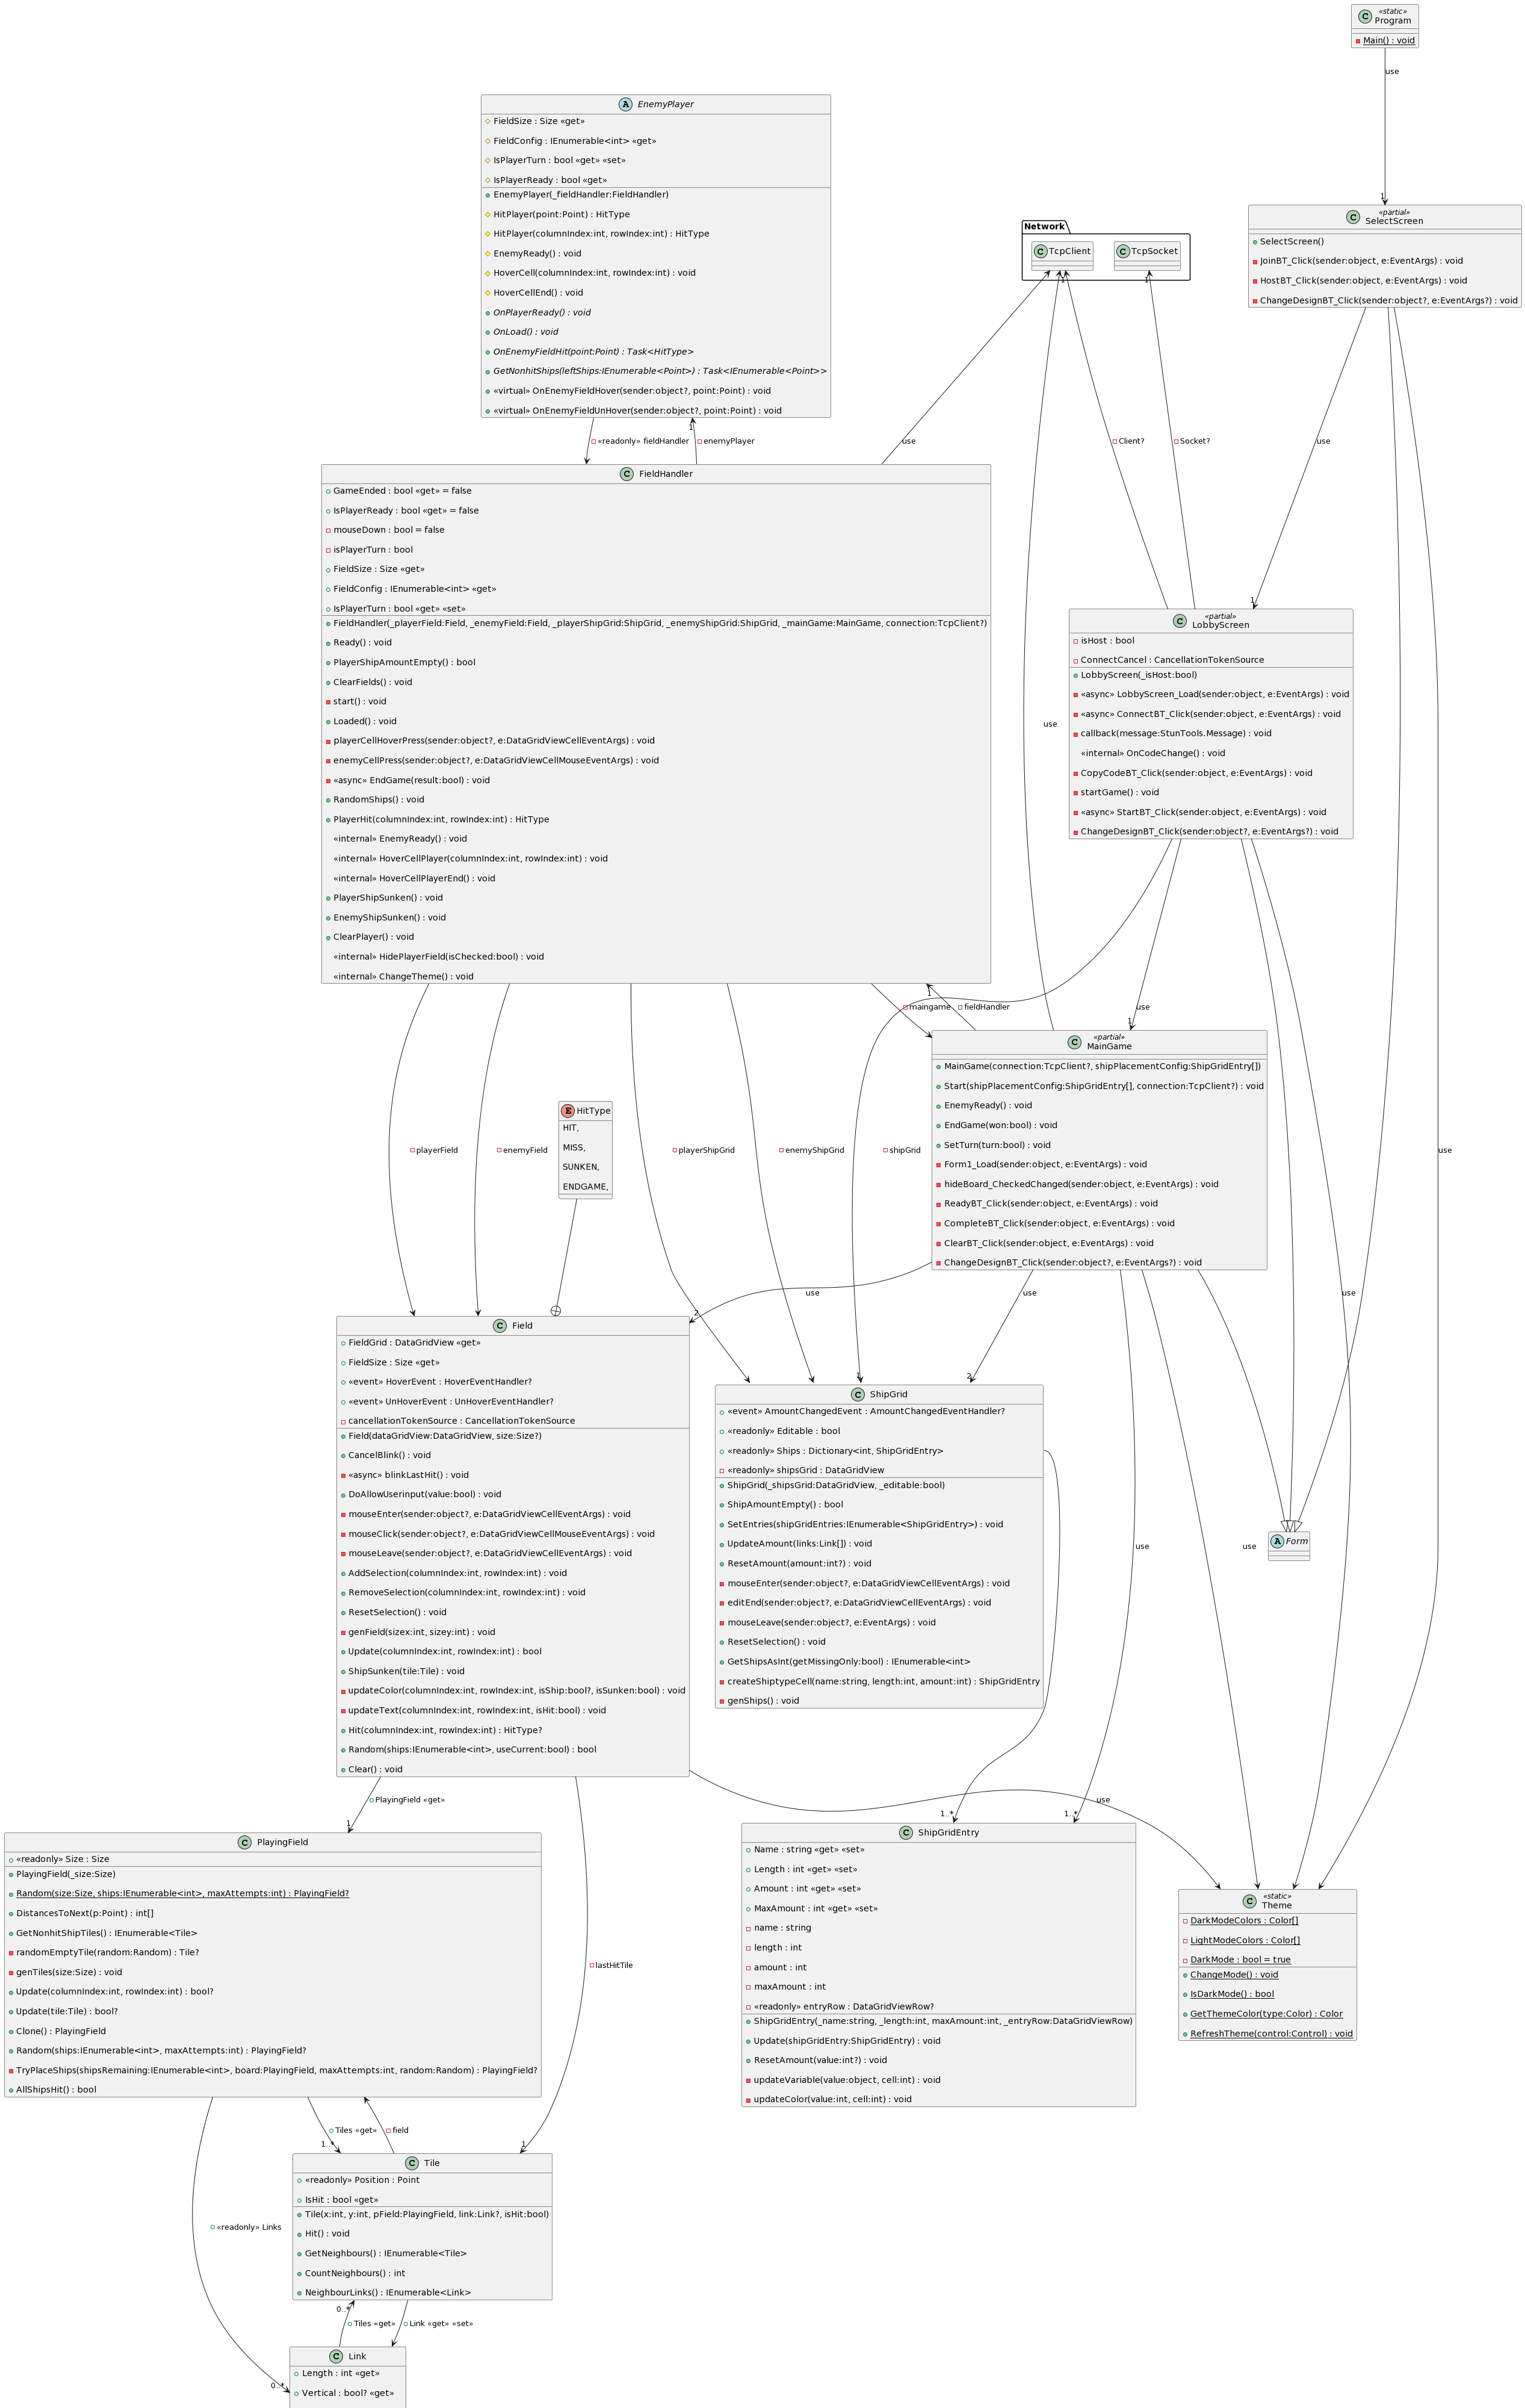 «static»
Program
Main() : void
use
EnemyPlayer
FieldSize : Size «get»
FieldConfig : IEnumerable<int> «get»
IsPlayerTurn : bool «get» «set»
IsPlayerReady : bool «get»
EnemyPlayer(_fieldHandler:FieldHandler)
HitPlayer(point:Point) : HitType
HitPlayer(columnIndex:int, rowIndex:int) : HitType
EnemyReady() : void
HoverCell(columnIndex:int, rowIndex:int) : void
HoverCellEnd() : void
OnPlayerReady() : void
OnLoad() : void
OnEnemyFieldHit(point:Point) : Task<HitType>
GetNonhitShips(leftShips:IEnumerable<Point>) : Task<IEnumerable<Point>>
«virtual» OnEnemyFieldHover(sender:object?, point:Point) : void
«virtual» OnEnemyFieldUnHover(sender:object?, point:Point) : void
1
«partial»
SelectScreen
SelectScreen()
JoinBT_Click(sender:object, e:EventArgs) : void
HostBT_Click(sender:object, e:EventArgs) : void
ChangeDesignBT_Click(sender:object?, e:EventArgs?) : void
Network
TcpClient
TcpSocket
1
1
1
«readonly» fieldHandler
enemyPlayer
use
Client?
Socket?
use
FieldHandler
GameEnded : bool «get» = false
IsPlayerReady : bool «get» = false
mouseDown : bool = false
isPlayerTurn : bool
FieldSize : Size «get»
FieldConfig : IEnumerable<int> «get»
IsPlayerTurn : bool «get» «set»
FieldHandler(_playerField:Field, _enemyField:Field, _playerShipGrid:ShipGrid, _enemyShipGrid:ShipGrid, _mainGame:MainGame, connection:TcpClient?)
Ready() : void
PlayerShipAmountEmpty() : bool
ClearFields() : void
start() : void
Loaded() : void
playerCellHoverPress(sender:object?, e:DataGridViewCellEventArgs) : void
enemyCellPress(sender:object?, e:DataGridViewCellMouseEventArgs) : void
«async» EndGame(result:bool) : void
RandomShips() : void
PlayerHit(columnIndex:int, rowIndex:int) : HitType
«internal» EnemyReady() : void
«internal» HoverCellPlayer(columnIndex:int, rowIndex:int) : void
«internal» HoverCellPlayerEnd() : void
PlayerShipSunken() : void
EnemyShipSunken() : void
ClearPlayer() : void
«internal» HidePlayerField(isChecked:bool) : void
«internal» ChangeTheme() : void
use
1
«partial»
LobbyScreen
isHost : bool
ConnectCancel : CancellationTokenSource
LobbyScreen(_isHost:bool)
«async» LobbyScreen_Load(sender:object, e:EventArgs) : void
«async» ConnectBT_Click(sender:object, e:EventArgs) : void
callback(message:StunTools.Message) : void
«internal» OnCodeChange() : void
CopyCodeBT_Click(sender:object, e:EventArgs) : void
startGame() : void
«async» StartBT_Click(sender:object, e:EventArgs) : void
ChangeDesignBT_Click(sender:object?, e:EventArgs?) : void
1
maingame
fieldHandler
use
1
«partial»
MainGame
MainGame(connection:TcpClient?, shipPlacementConfig:ShipGridEntry[])
Start(shipPlacementConfig:ShipGridEntry[], connection:TcpClient?) : void
EnemyReady() : void
EndGame(won:bool) : void
SetTurn(turn:bool) : void
Form1_Load(sender:object, e:EventArgs) : void
hideBoard_CheckedChanged(sender:object, e:EventArgs) : void
ReadyBT_Click(sender:object, e:EventArgs) : void
CompleteBT_Click(sender:object, e:EventArgs) : void
ClearBT_Click(sender:object, e:EventArgs) : void
ChangeDesignBT_Click(sender:object?, e:EventArgs?) : void
HitType
HIT,
MISS,
SUNKEN,
ENDGAME,
playerField
enemyField
playerShipGrid
enemyShipGrid
shipGrid
use
use
use
use
2
Field
FieldGrid : DataGridView «get»
FieldSize : Size «get»
«event» HoverEvent : HoverEventHandler?
«event» UnHoverEvent : UnHoverEventHandler?
cancellationTokenSource : CancellationTokenSource
Field(dataGridView:DataGridView, size:Size?)
CancelBlink() : void
«async» blinkLastHit() : void
DoAllowUserinput(value:bool) : void
mouseEnter(sender:object?, e:DataGridViewCellEventArgs) : void
mouseClick(sender:object?, e:DataGridViewCellMouseEventArgs) : void
mouseLeave(sender:object?, e:DataGridViewCellEventArgs) : void
AddSelection(columnIndex:int, rowIndex:int) : void
RemoveSelection(columnIndex:int, rowIndex:int) : void
ResetSelection() : void
genField(sizex:int, sizey:int) : void
Update(columnIndex:int, rowIndex:int) : bool
ShipSunken(tile:Tile) : void
updateColor(columnIndex:int, rowIndex:int, isShip:bool?, isSunken:bool) : void
updateText(columnIndex:int, rowIndex:int, isHit:bool) : void
Hit(columnIndex:int, rowIndex:int) : HitType?
Random(ships:IEnumerable<int>, useCurrent:bool) : bool
Clear() : void
1
2
ShipGrid
«event» AmountChangedEvent : AmountChangedEventHandler?
«readonly» Editable : bool
«readonly» Ships : Dictionary<int, ShipGridEntry>
«readonly» shipsGrid : DataGridView
ShipGrid(_shipsGrid:DataGridView, _editable:bool)
ShipAmountEmpty() : bool
SetEntries(shipGridEntries:IEnumerable<ShipGridEntry>) : void
UpdateAmount(links:Link[]) : void
ResetAmount(amount:int?) : void
mouseEnter(sender:object?, e:DataGridViewCellEventArgs) : void
editEnd(sender:object?, e:DataGridViewCellEventArgs) : void
mouseLeave(sender:object?, e:EventArgs) : void
ResetSelection() : void
GetShipsAsInt(getMissingOnly:bool) : IEnumerable<int>
createShiptypeCell(name:string, length:int, amount:int) : ShipGridEntry
genShips() : void
use
use
Form
PlayingField «get»
1
use
1..*
1..*
PlayingField
«readonly» Size : Size
PlayingField(_size:Size)
Random(size:Size, ships:IEnumerable<int>, maxAttempts:int) : PlayingField?
DistancesToNext(p:Point) : int[]
GetNonhitShipTiles() : IEnumerable<Tile>
randomEmptyTile(random:Random) : Tile?
genTiles(size:Size) : void
Update(columnIndex:int, rowIndex:int) : bool?
Update(tile:Tile) : bool?
Clone() : PlayingField
Random(ships:IEnumerable<int>, maxAttempts:int) : PlayingField?
TryPlaceShips(shipsRemaining:IEnumerable<int>, board:PlayingField, maxAttempts:int, random:Random) : PlayingField?
AllShipsHit() : bool
lastHitTile
ShipGridEntry
Name : string «get» «set»
Length : int «get» «set»
Amount : int «get» «set»
MaxAmount : int «get» «set»
name : string
length : int
amount : int
maxAmount : int
«readonly» entryRow : DataGridViewRow?
ShipGridEntry(_name:string, _length:int, maxAmount:int, _entryRow:DataGridViewRow)
Update(shipGridEntry:ShipGridEntry) : void
ResetAmount(value:int?) : void
updateVariable(value:object, cell:int) : void
updateColor(value:int, cell:int) : void
«static»
Theme
DarkModeColors : Color[]
LightModeColors : Color[]
DarkMode : bool = true
ChangeMode() : void
IsDarkMode() : bool
GetThemeColor(type:Color) : Color
RefreshTheme(control:Control) : void
Tiles «get»
field
1..*
1
Tile
«readonly» Position : Point
IsHit : bool «get»
Tile(x:int, y:int, pField:PlayingField, link:Link?, isHit:bool)
Hit() : void
GetNeighbours() : IEnumerable<Tile>
CountNeighbours() : int
NeighbourLinks() : IEnumerable<Link>
«readonly» Links
0..*
Tiles «get»
Link «get» «set»
0..*
Link
Length : int «get»
Vertical : bool? «get»